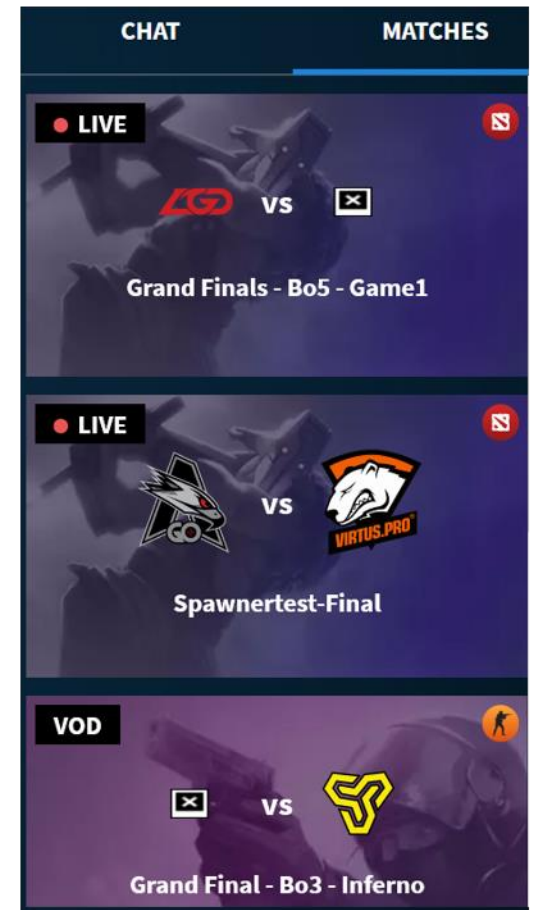 CHAT
MATCHES
LIVE
LGD
vs
Grand Finals - Bo5 - Game1
LIVE
AGO
vs
VIRTUS.PRO
Spawnertest-Final
VOD
vs
Grand Final - Bo3 - Inferno